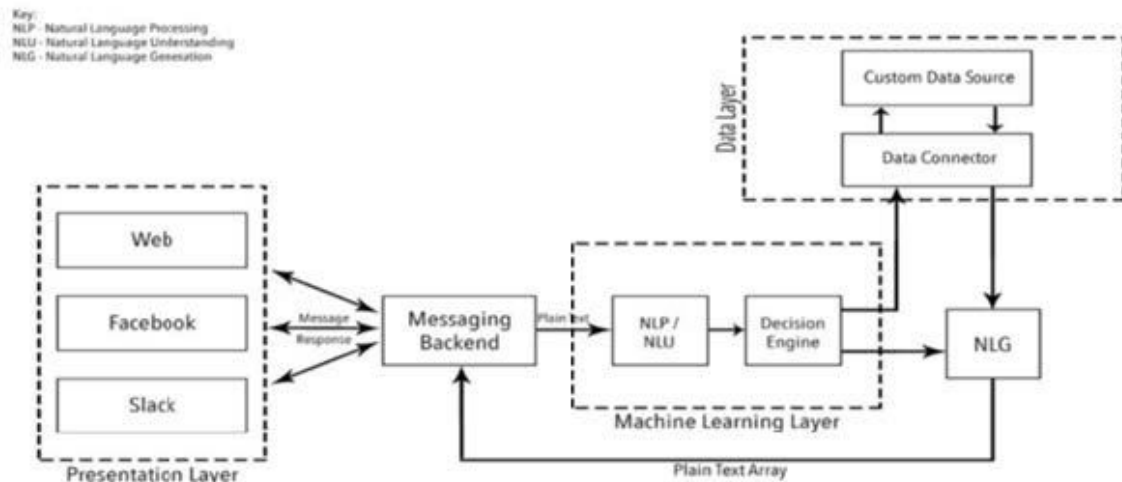 Key:
NLP - Natural Language Processing
NLU - Natural Language Understanding
NLG - Natural Language Generation
Custom Data Source
Data Layer
Data Connector
Web
Facebook
Slack
Presentation Layer
Message
Response
Messaging
Backend
Plain Text
NLP /
NLU
Decision
Engine
Machine Learning Layer
NLG
Plain Text Array